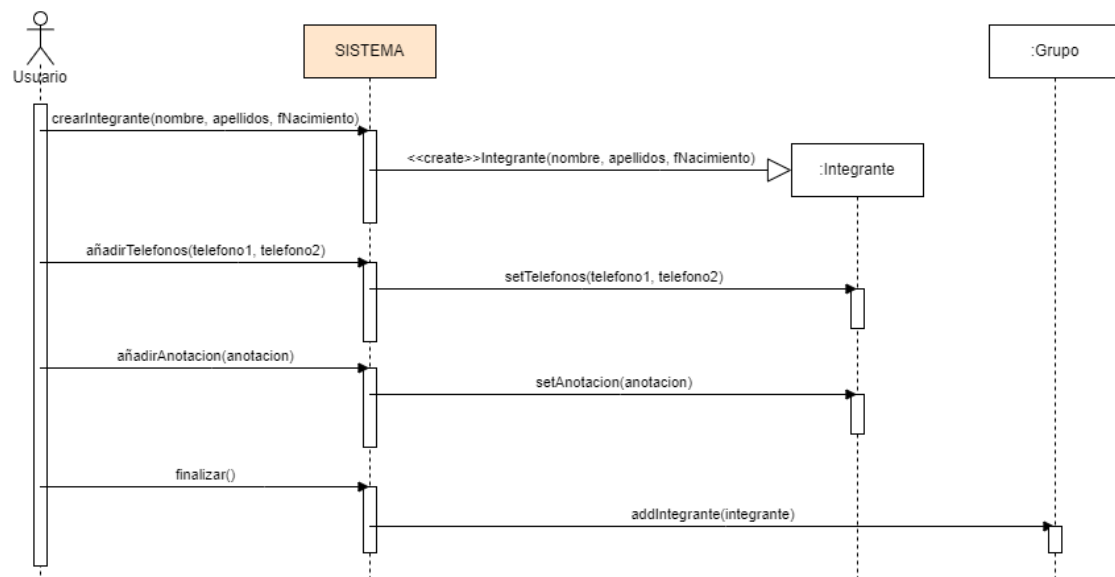 Usuario
SISTEMA
:Grupo
crearIntegrante(nombre, apellidos, fNacimiento)
<<create>>Integrante(nombre, apellidos, fNacimiento)
:Integrante
añadirTelefonos(telefono1, telefono2)
setTelefonos(telefono1, telefono2)
añadirAnotacion(anotacion)
setAnotacion(anotacion)
finalizar()
addIntegrante(integrante)